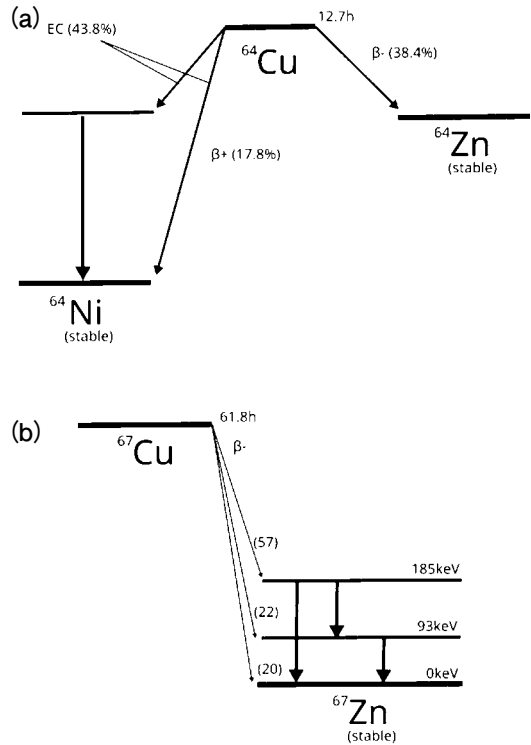 (a)
EC (43.8%)
12.7h
⁶⁴Cu
β- (38.4%)
⁶⁴Zn
(stable)
β+ (17.8%)
⁶⁴Ni
(stable)
(b)
61.8h
⁶⁷Cu
β-
(57)
185keV
(22)
93keV
(20)
0keV
⁶⁷Zn
(stable)